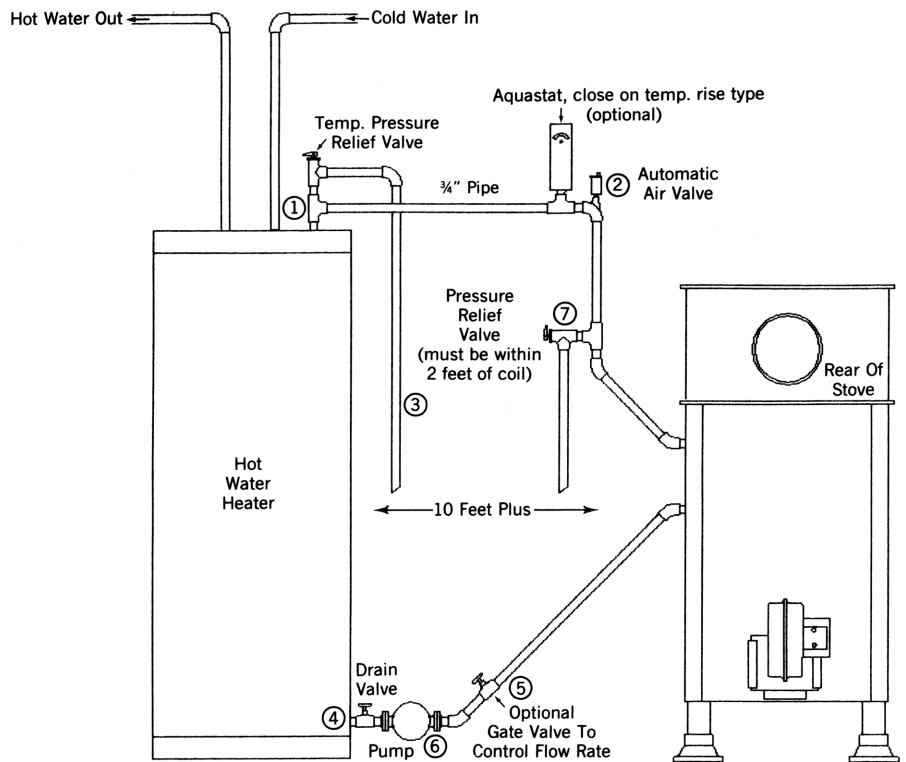 Hot Water Out
Cold Water In
Aquastat, close on temp. rise type
(optional)
Temp. Pressure
Relief Valve
①
¾" Pipe
②
Automatic
Air Valve
Pressure
Relief
Valve
(must be within
2 feet of coil)
⑦
Rear Of
Stove
③
Hot
Water
Heater
10 Feet Plus
Drain
Valve
④
Pump
⑥
⑤
Optional
Gate Valve To
Control Flow Rate